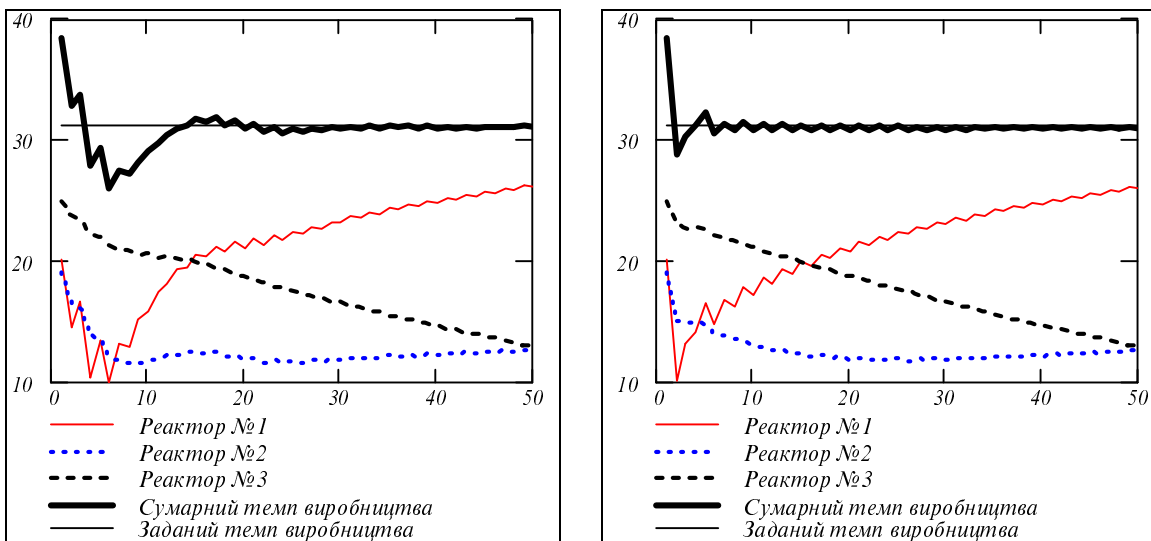 40
30
20
10
0 10 20 30 40 50
Реактор №1
Реактор №2
Реактор №3
Сумарний темп виробництва
Заданий темп виробництва
40
30
20
10
0 10 20 30 40 50
Реактор №1
Реактор №2
Реактор №3
Сумарний темп виробництва
Заданий темп виробництва